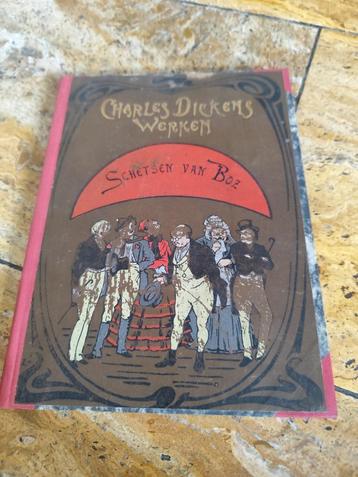 Charles Dickens
Werken
Schetsen van Boz